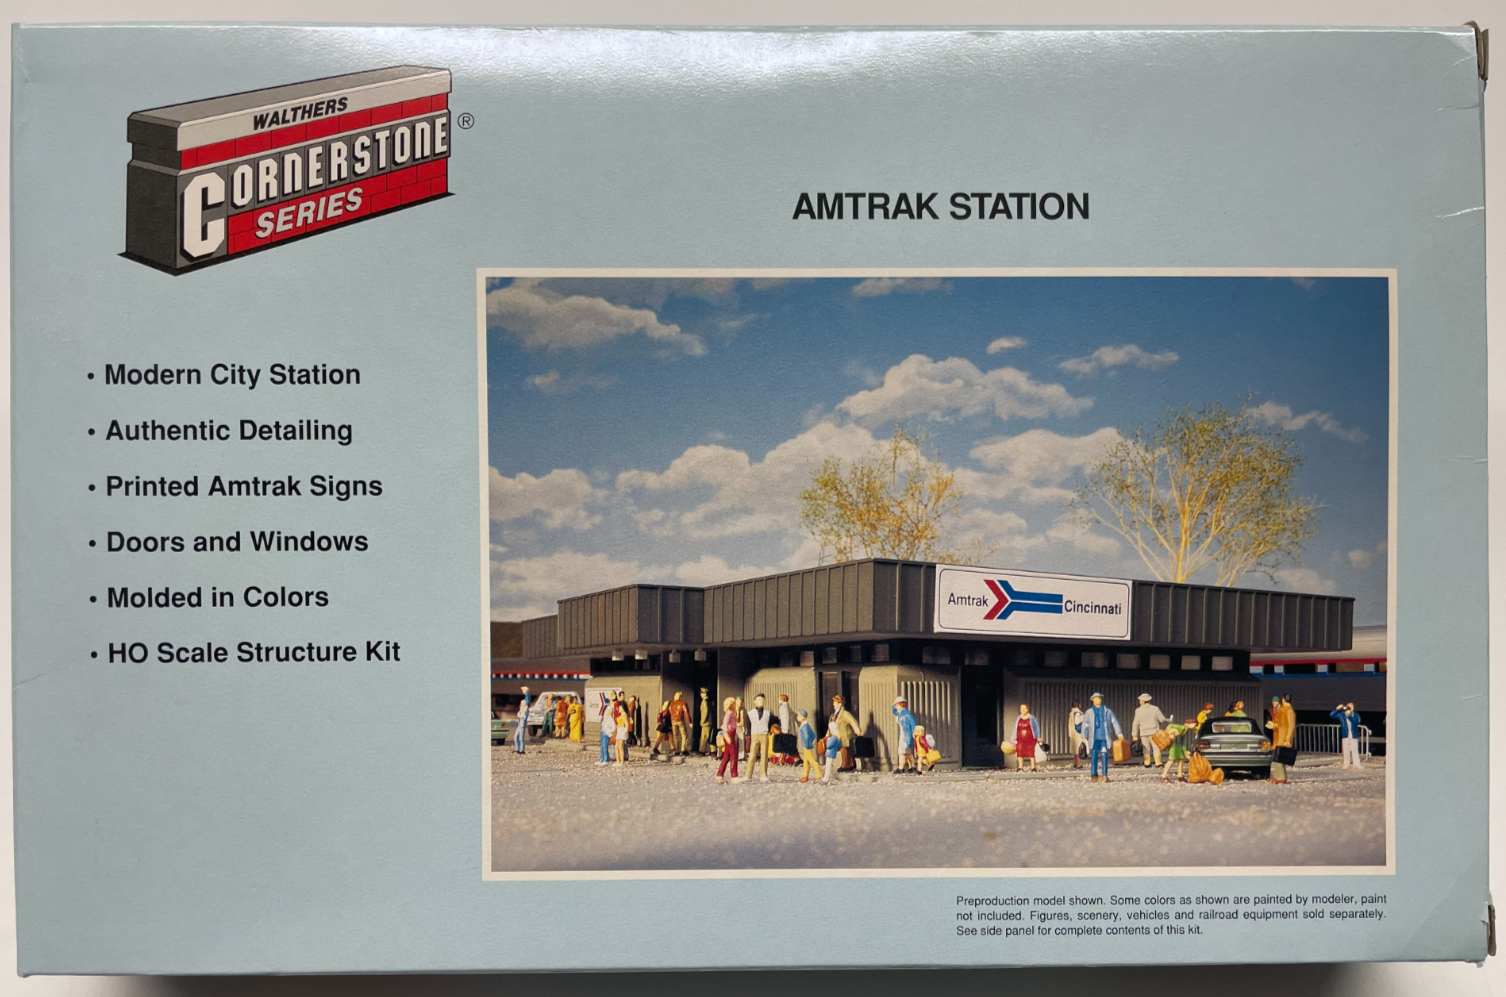 WALTHERS
CORNERSTONE ®
SERIES
AMTRAK STATION
• Modern City Station
• Authentic Detailing
• Printed Amtrak Signs
• Doors and Windows
• Molded in Colors
• HO Scale Structure Kit
Amtrak Cincinnati
Preproduction model shown. Some colors as shown are painted by modeler, paint
not included. Figures, scenery, vehicles and railroad equipment sold separately.
See side panel for complete contents of this kit.